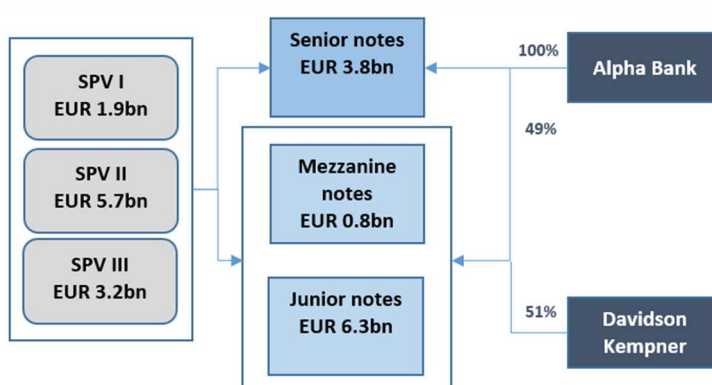 SPV I
EUR 1.9bn
SPV II
EUR 5.7bn
SPV III
EUR 3.2bn
Senior notes
EUR 3.8bn
Mezzanine
notes
EUR 0.8bn
Junior notes
EUR 6.3bn
100%
49%
51%
Alpha Bank
Davidson
Kempner